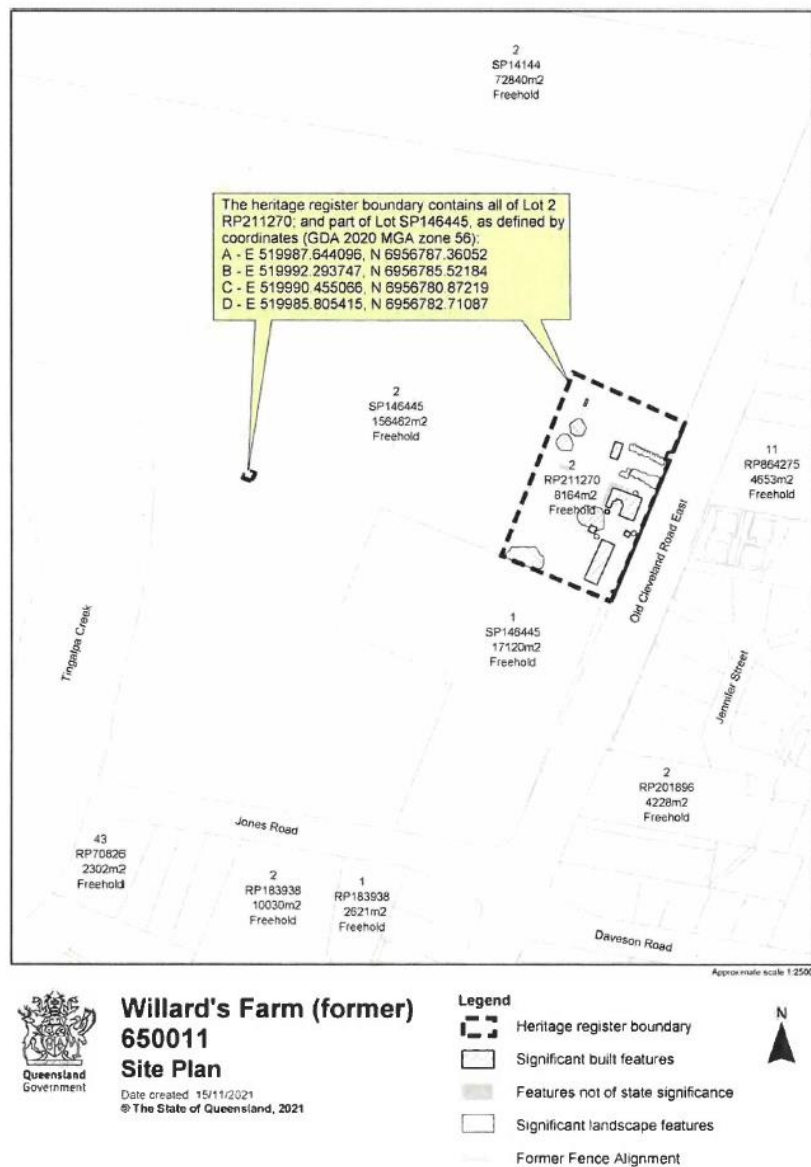 2
SP14144
72840m2
Freehold
The heritage register boundary contains all of Lot 2
RP211270; and part of Lot SP146445, as defined by
coordinates (GDA 2020 MGA zone 56):
A - E 519987.644096, N 6956787.36052
B - E 519992.293747, N 6956785.52184
C - E 519990.455066, N 6956780.87219
D - E 519985.805415, N 6956782.71087
2
SP146445
156462m2
Freehold
2
RP211270
8164m2
Freehold
11
RP864275
4653m2
Freehold
Old Cleveland Road East
1
SP146445
17120m2
Freehold
Tingalpa Creek
Jennifer Street
2
RP201896
4228m2
Freehold
Jones Road
43
RP70826
2302m2
Freehold
2
RP183938
10030m2
Freehold
1
RP183938
2621m2
Freehold
Daveson Road
Approximate scale 1:2500
Queensland
Government
Willard's Farm (former)
650011
Site Plan
Date created 15/11/2021
© The State of Queensland, 2021
Legend
Heritage register boundary
Significant built features
Features not of state significance
Significant landscape features
Former Fence Alignment
N